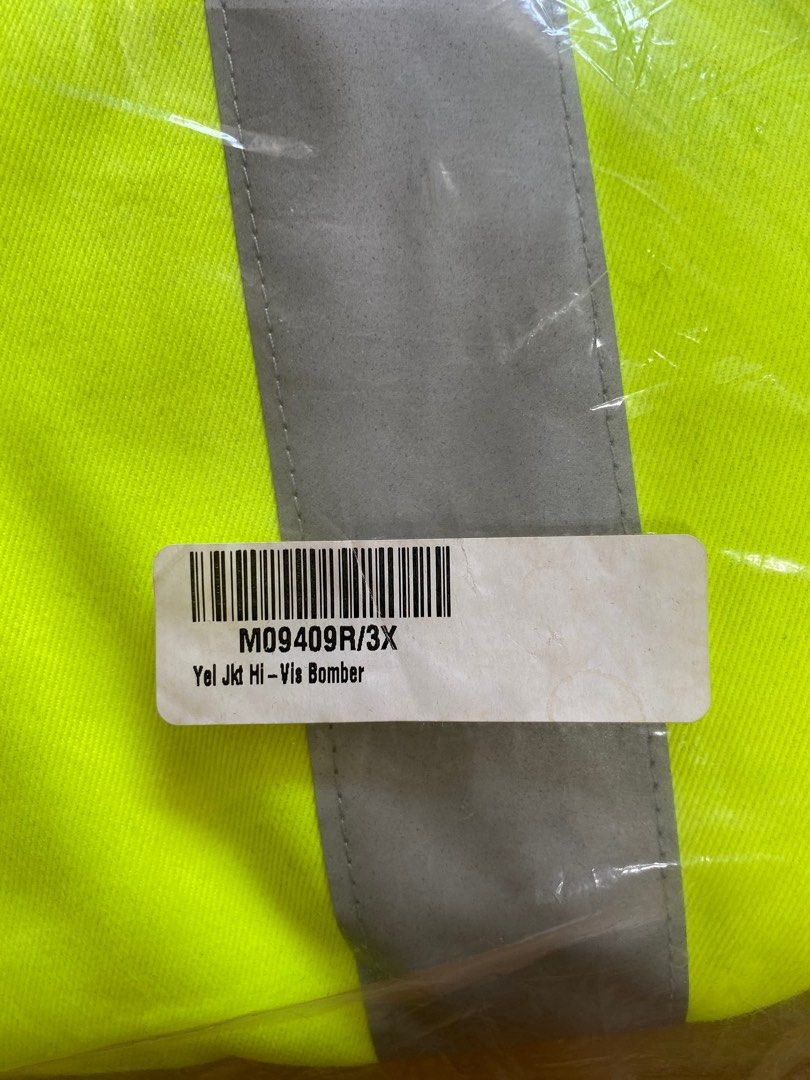 M09409R/3X
Yel Jkt Hi-Vis Bomber